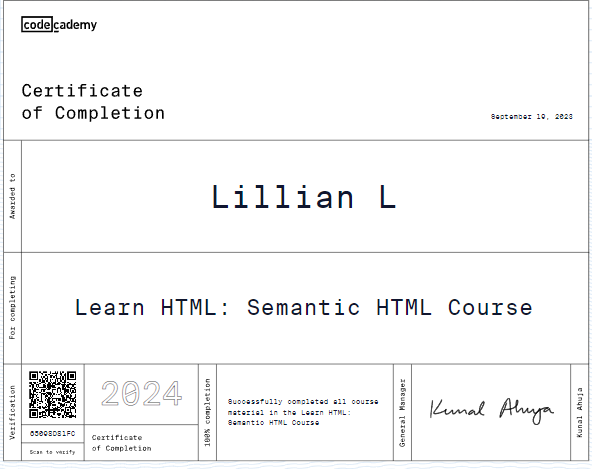 codecademy
Certificate
of Completion
September 19, 2023
Awarded to
Lillian L
For completing
Learn HTML: Semantic HTML Course
Verification
Scan to verify
2024
Certificate
of Completion
100% completion
Successfully completed all course
material in the Learn HTML:
Semantic HTML Course
General Manager
Kunal Ahuja
Kunal Ahuja